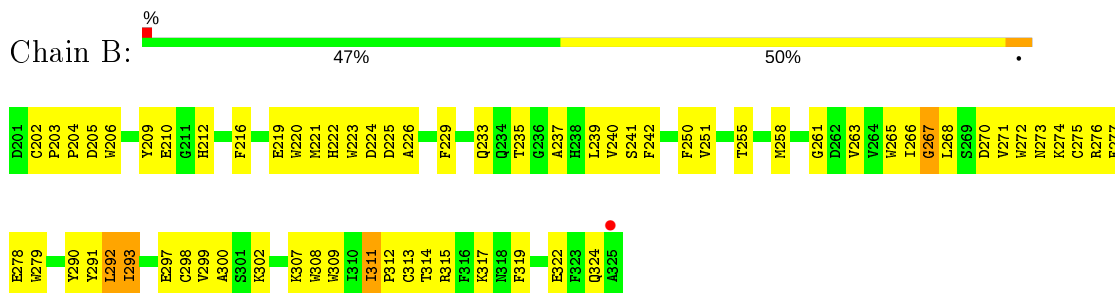 %
Chain B:
47% 50% •
D201 C202 P203 P204 D205 W206 Y209 E210 G211 H212 F216 E219 W220 M221 H222 W223 D224 D225 A226 F229 Q233 Q234 T235 G236 A237 H238 L239 V240 S241 F242 F250 V251 T255 M258 G261 D262 V263 V264 W265 I266 G267 L268 S269 D270 V271 W272 N273 K274 C275 R276
E278 W279 Y290 Y291 L292 I293 E297 C298 V299 A300 S301 K302 K307 W308 W309 I310 I311 P312 C313 T314 R315 F316 K317 N318 F319 E322 F323 Q324 A325